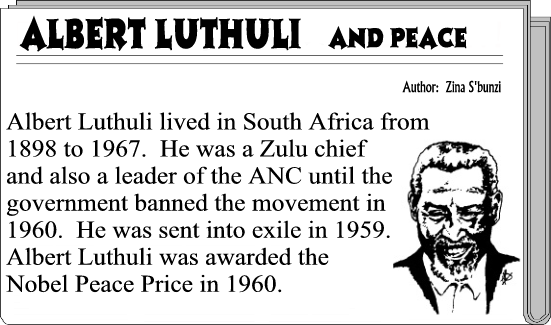 ALBERT LUTHULI AND PEACE
Author: Zina S'bunzi
Albert Luthuli lived in South Africa from
1898 to 1967. He was a Zulu chief
and also a leader of the ANC until the
government banned the movement in
1960. He was sent into exile in 1959.
Albert Luthuli was awarded the
Nobel Peace Price in 1960.